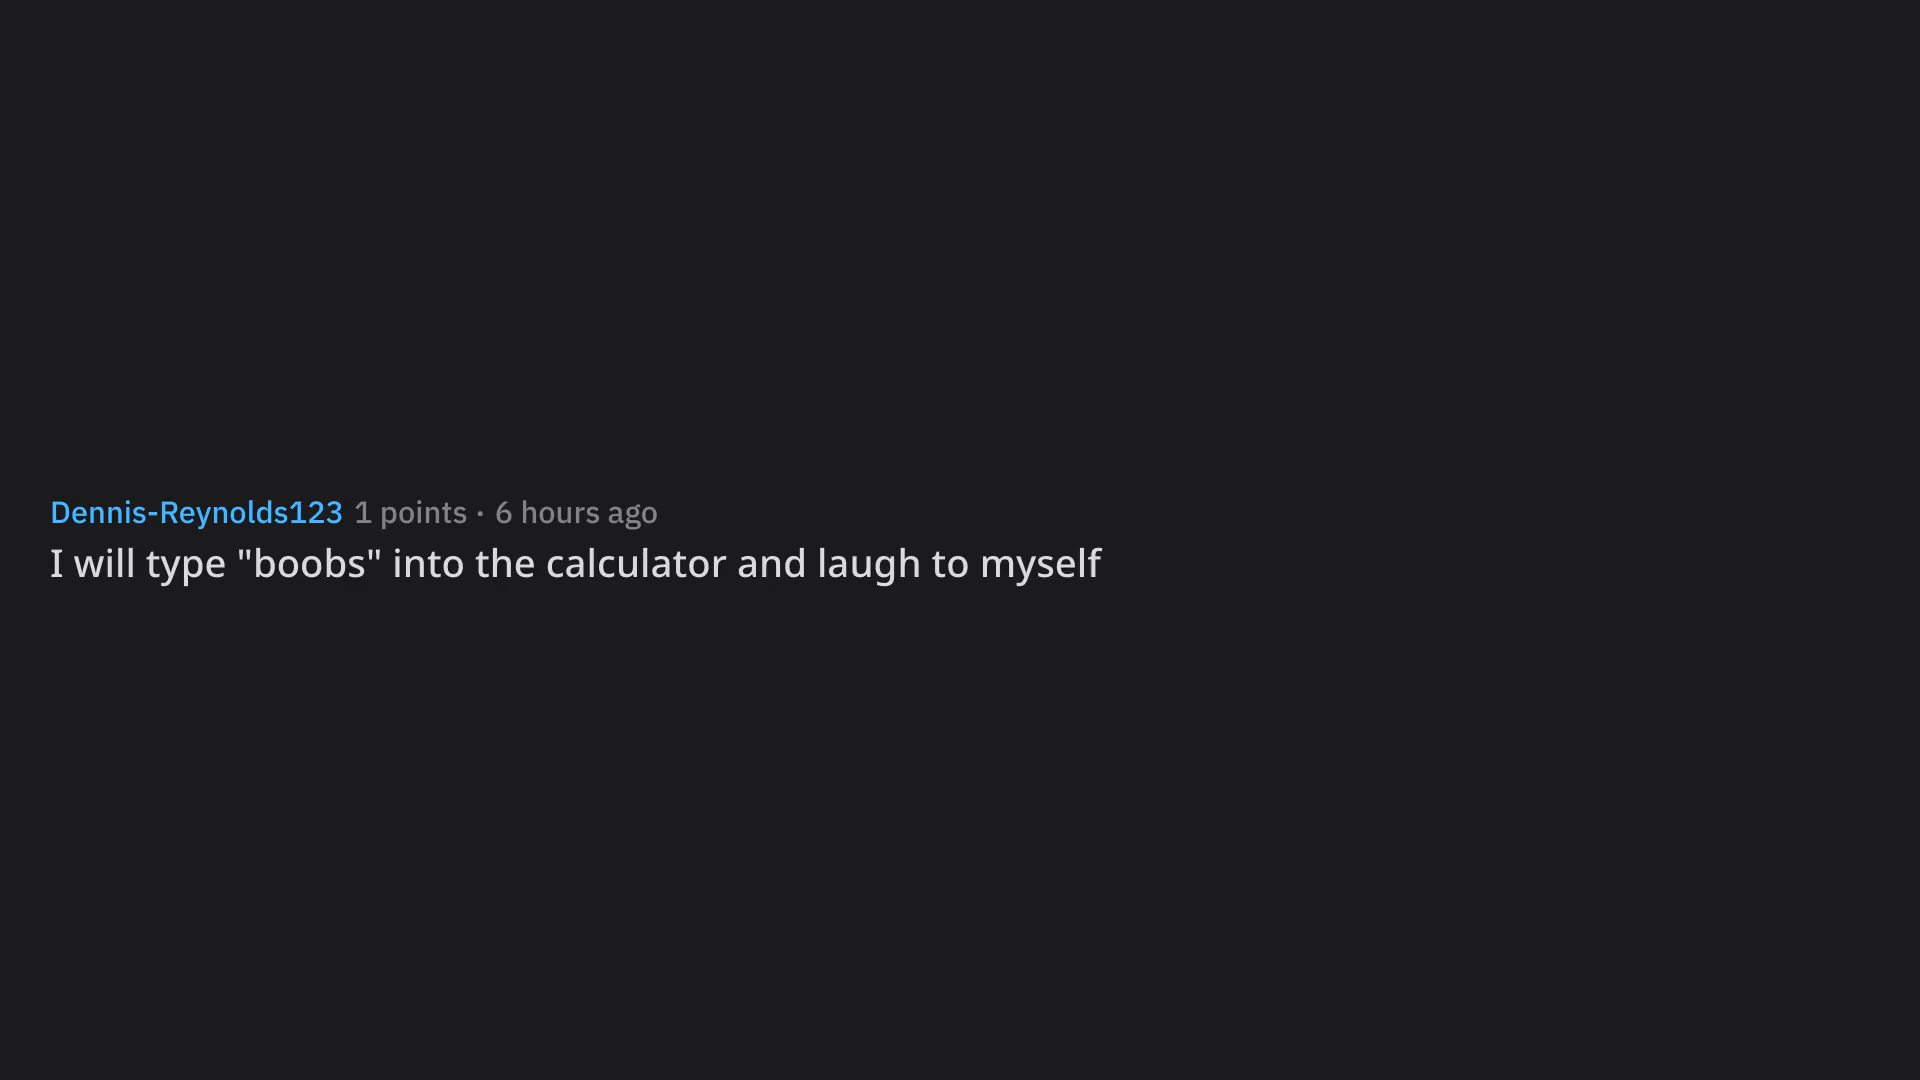 Dennis-Reynolds123 1 points · 6 hours ago
I will type "boobs" into the calculator and laugh to myself